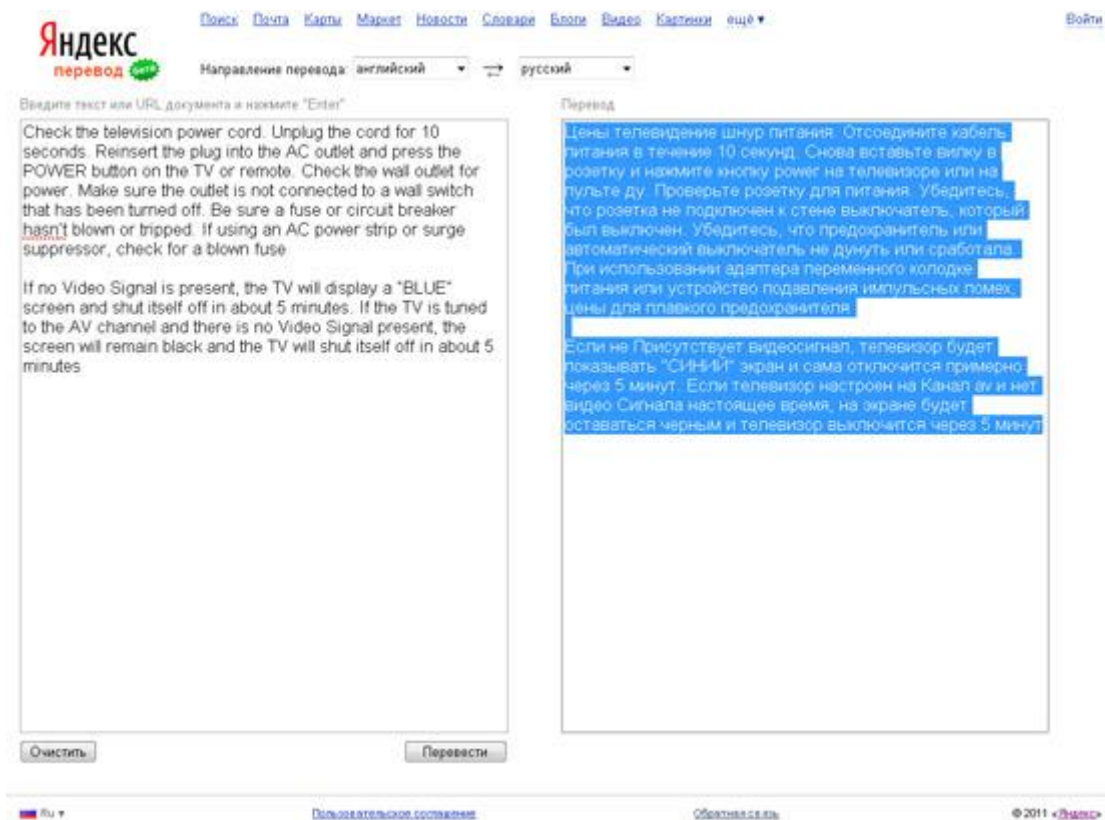 Поиск Почта Карты Маркет Новости Словари Блоги Видео Картинки ещё ▼ Войти
Яндекс
перевод бета
Направление перевода: английский русский
Введите текст или URL документа и нажмите "Enter"
Перевод
Check the television power cord. Unplug the cord for 10
seconds. Reinsert the plug into the AC outlet and press the
POWER button on the TV or remote. Check the wall outlet for
power. Make sure the outlet is not connected to a wall switch
that has been turned off. Be sure a fuse or circuit breaker
hasn't blown or tripped. If using an AC power strip or surge
suppressor, check for a blown fuse
If no Video Signal is present, the TV will display a "BLUE"
screen and shut itself off in about 5 minutes. If the TV is tuned
to the AV channel and there is no Video Signal present, the
screen will remain black and the TV will shut itself off in about 5
minutes
Цены телевидение шнур питания. Отсоедините кабель
питания в течение 10 секунд. Снова вставьте вилку в
розетку и нажмите кнопку power на телевизоре или на
пульте ду. Проверьте розетку для питания. Убедитесь,
что розетка не подключен к стене выключатель, который
был выключен. Убедитесь, что предохранитель или
автоматический выключатель не дунуть или сработала.
При использовании адаптера переменного колодке
питания или устройство подавления импульсных помех,
цены для плавкого предохранителя
Если не Присутствует видеосигнал, телевизор будет
показывать "СИНИЙ" экран и сама отключится примерно
через 5 минут. Если телевизор настроен на Канал av и нет
видео Сигнала настоящее время, на экране будет
оставаться черным и телевизор выключится через 5 минут
Очистить Перевести
Ru ▼ Пользовательское соглашение Обратная связь © 2011 «Яндекс»